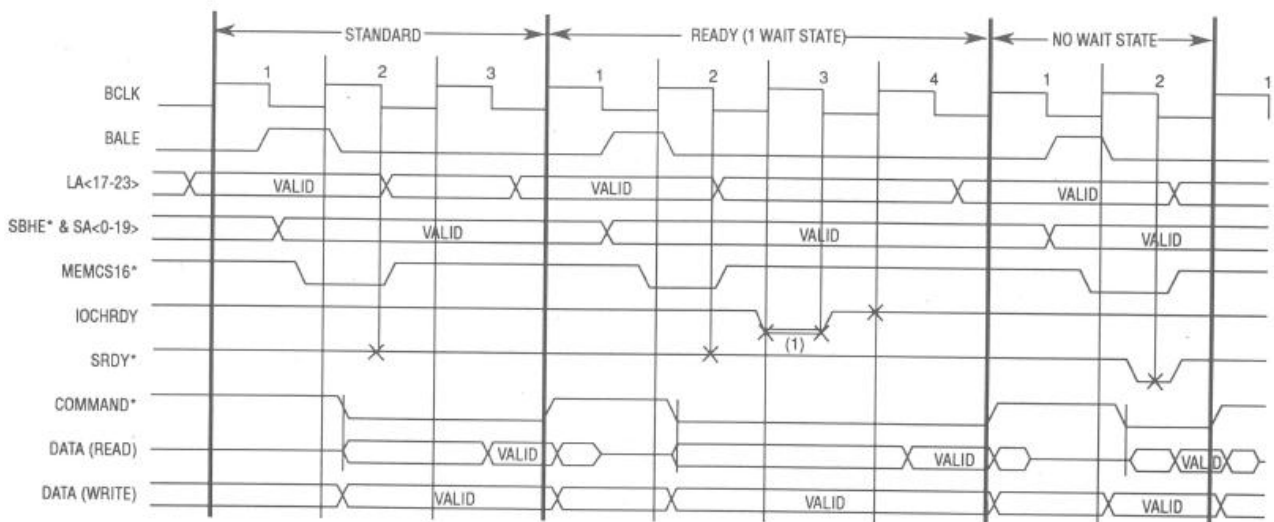 STANDARD READY (1 WAIT STATE) NO WAIT STATE
1 2 3 1 2 3 4 1 2 1
BCLK
BALE
LA<17-23> VALID VALID VALID
SBHE* & SA<0-19> VALID VALID VALID
MEMCS16*
IOCHRDY
(1)
SRDY*
COMMAND*
DATA (READ) VALID VALID VALID
DATA (WRITE) VALID VALID VALID